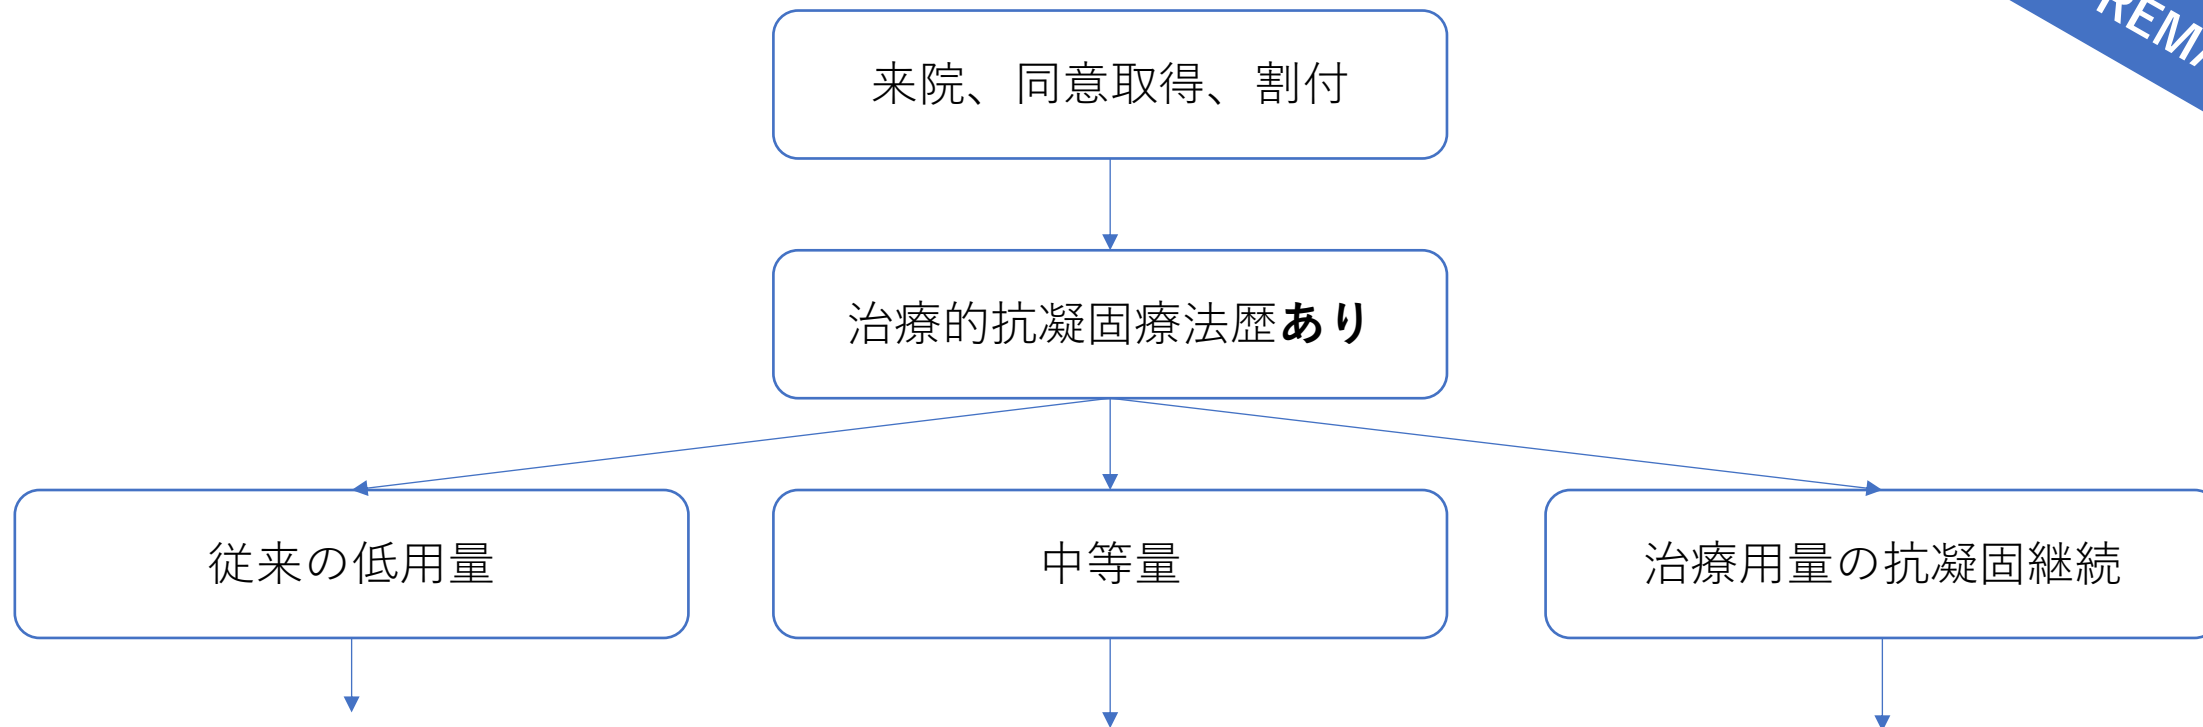 来院、同意取得、割付
治療的抗凝固療法歴あり
従来の低用量
中等量
治療用量の抗凝固継続